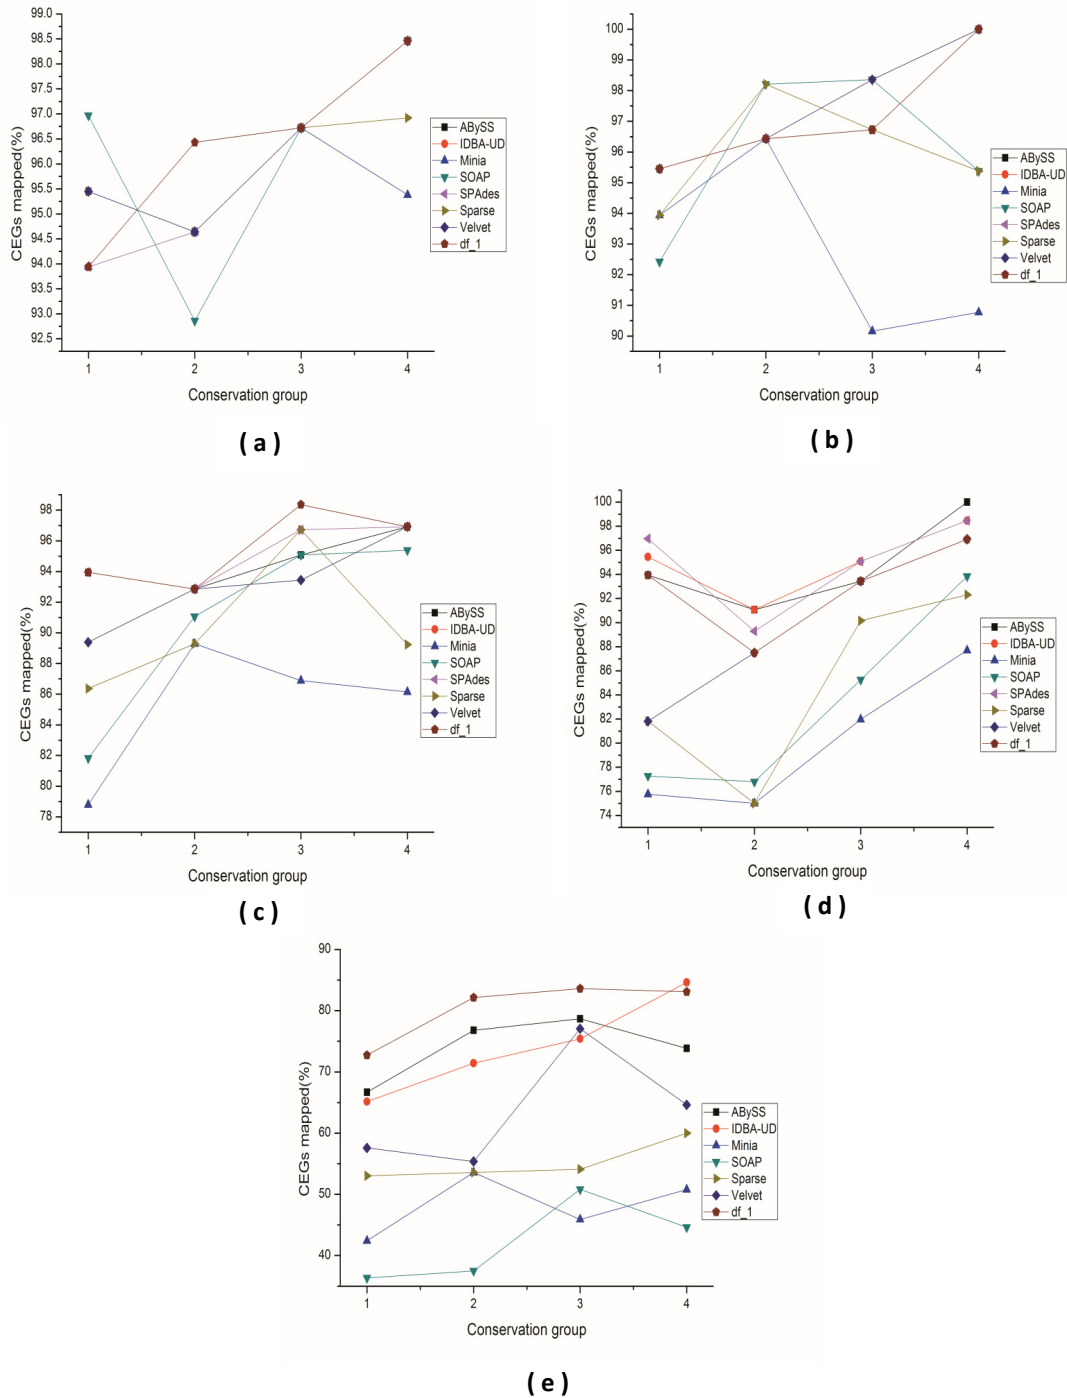 99.0
98.5
98.0
97.5
97.0
96.5
96.0
95.5
95.0
94.5
94.0
93.5
93.0
92.5
CEGs mapped(%)
1 2 3 4
Conservation group
ABySS
IDBA-UD
Minia
SOAP
SPAdes
Sparse
Velvet
df_1
( a )
100
99
98
97
96
95
94
93
92
91
90
CEGs mapped(%)
1 2 3 4
Conservation group
ABySS
IDBA-UD
Minia
SOAP
SPAdes
Sparse
Velvet
df_1
( b )
98
96
94
92
90
88
86
84
82
80
78
CEGs mapped(%)
1 2 3 4
Conservation group
ABySS
IDBA-UD
Minia
SOAP
SPAdes
Sparse
Velvet
df_1
( c )
100
98
96
94
92
90
88
86
84
82
80
78
76
74
CEGs mapped(%)
1 2 3 4
Conservation group
ABySS
IDBA-UD
Minia
SOAP
SPAdes
Sparse
Velvet
df_1
( d )
90
80
70
60
50
40
CEGs mapped(%)
1 2 3 4
Conservation group
ABySS
IDBA-UD
Minia
SOAP
Sparse
Velvet
df_1
( e )